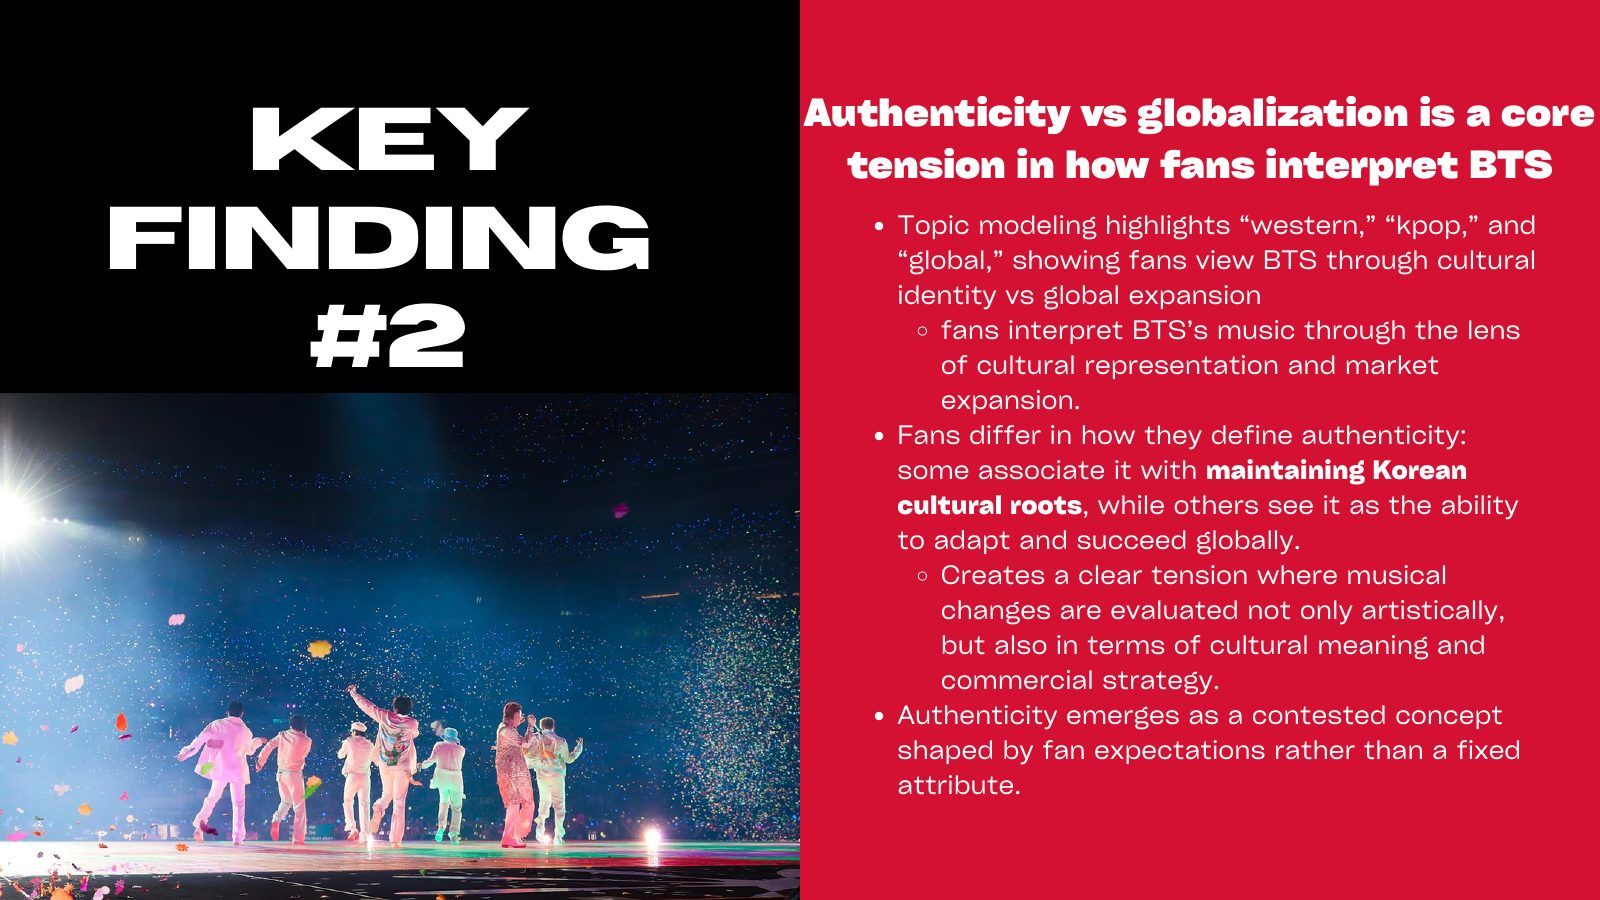 KEY
FINDING
#2
Authenticity vs globalization is a core
tension in how fans interpret BTS
• Topic modeling highlights “western,” “kpop,” and
“global,” showing fans view BTS through cultural
identity vs global expansion
◦ fans interpret BTS’s music through the lens
of cultural representation and market
expansion.
• Fans differ in how they define authenticity:
some associate it with maintaining Korean
cultural roots, while others see it as the ability
to adapt and succeed globally.
◦ Creates a clear tension where musical
changes are evaluated not only artistically,
but also in terms of cultural meaning and
commercial strategy.
• Authenticity emerges as a contested concept
shaped by fan expectations rather than a fixed
attribute.